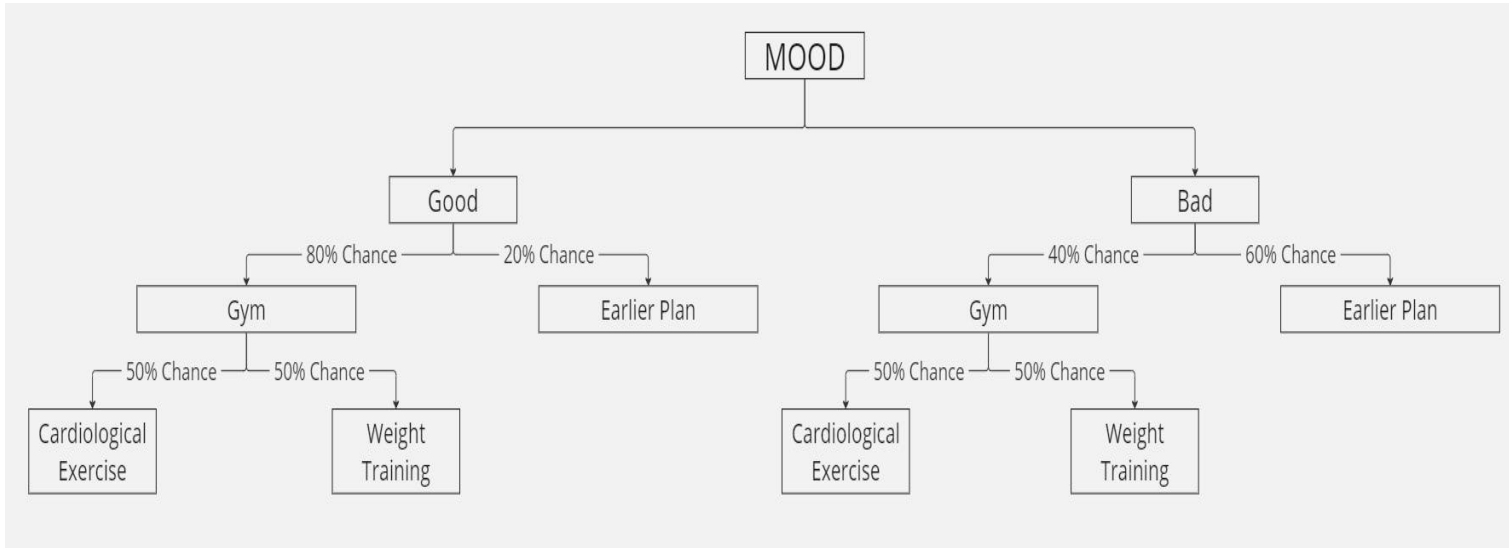 MOOD
Good
Bad
80% Chance
20% Chance
40% Chance
60% Chance
Gym
Earlier Plan
Gym
Earlier Plan
50% Chance
50% Chance
50% Chance
50% Chance
Cardiological
Exercise
Weight
Training
Cardiological
Exercise
Weight
Training